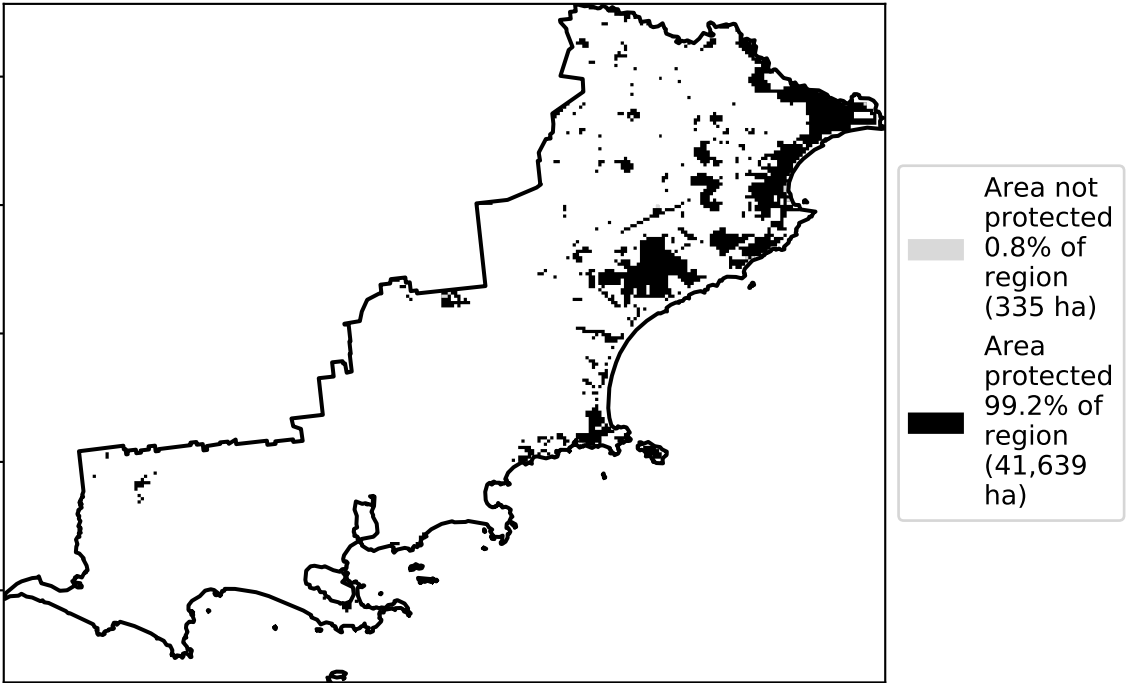 Area not
protected
0.8% of
region
(335 ha)
Area
protected
99.2% of
region
(41,639
ha)